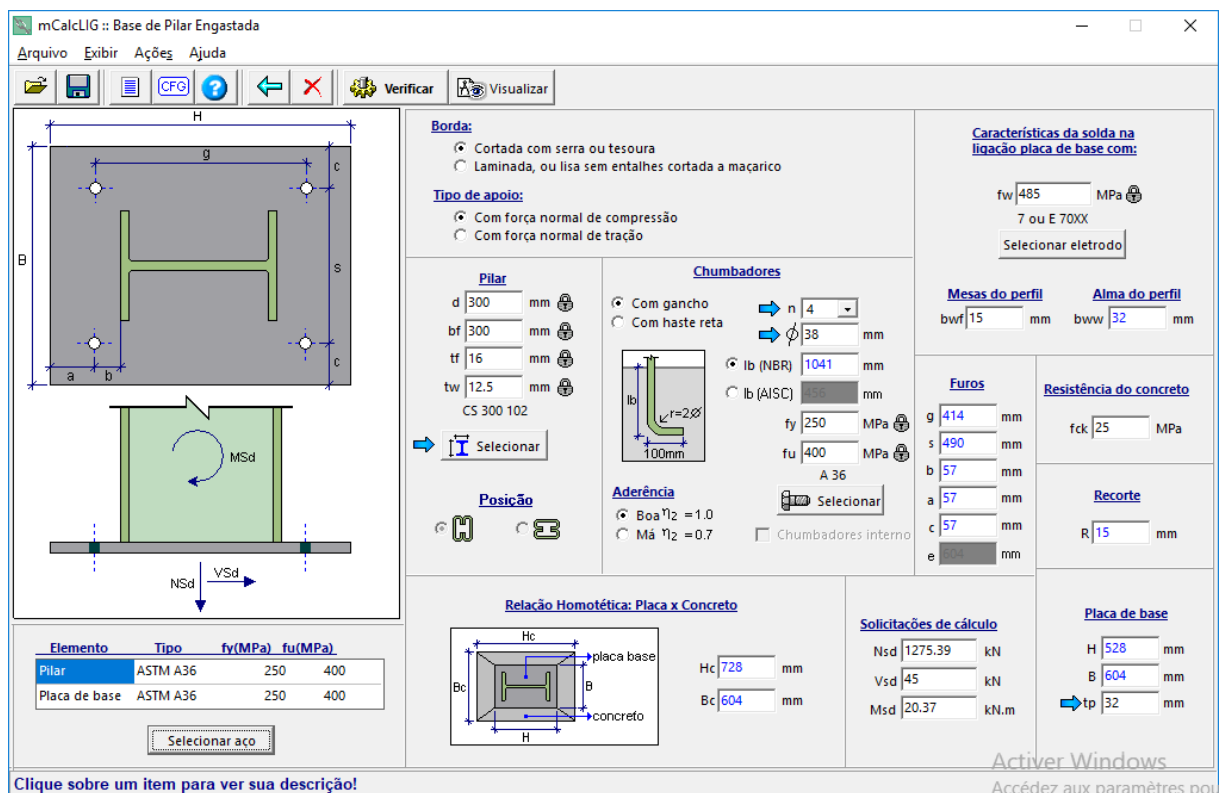 mCalcLIG :: Base de Pilar Engastada
Arquivo Exibir Ações Ajuda
CFG ? Verificar Visualizar
H
g
c
B
s
a b
c
MSd
NSd VSd
Elemento Tipo fy(MPa) fu(MPa)
Pilar ASTM A36 250 400
Placa de base ASTM A36 250 400
Selecionar aço
Borda:
Cortada com serra ou tesoura
Laminada, ou lisa sem entalhes cortada a maçarico
Tipo de apoio:
Com força normal de compressão
Com força normal de tração
Pilar
d 300 mm
bf 300 mm
tf 16 mm
tw 12.5 mm
CS 300 102
Selecionar
Posição
Chumbadores
Com gancho
Com haste reta
n 4
ϕ 38 mm
lb (NBR) 1041 mm
lb (AISC) 456 mm
fy 250 MPa
fu 400 MPa
A 36
Selecionar
Chumbadores interno
lb
r=2Ø
100mm
Aderência
Boa η2 =1.0
Má η2 =0.7
Características da solda na
ligação placa de base com:
fw 485 MPa
7 ou E 70XX
Selecionar eletrodo
Mesas do perfil Alma do perfil
bwf 15 mm bww 32 mm
Furos
g 414 mm
s 490 mm
b 57 mm
a 57 mm
c 57 mm
e 604 mm
Resistência do concreto
fck 25 MPa
Recorte
R 15 mm
Relação Homotética: Placa x Concreto
Hc
placa base
Bc
B
concreto
H
Hc 728 mm
Bc 604 mm
Solicitações de cálculo
Nsd 1275.39 kN
Vsd 45 kN
Msd 20.37 kN.m
Placa de base
H 528 mm
B 604 mm
tp 32 mm
Activer Windows
Accédez aux paramètres pou
Clique sobre um item para ver sua descrição!